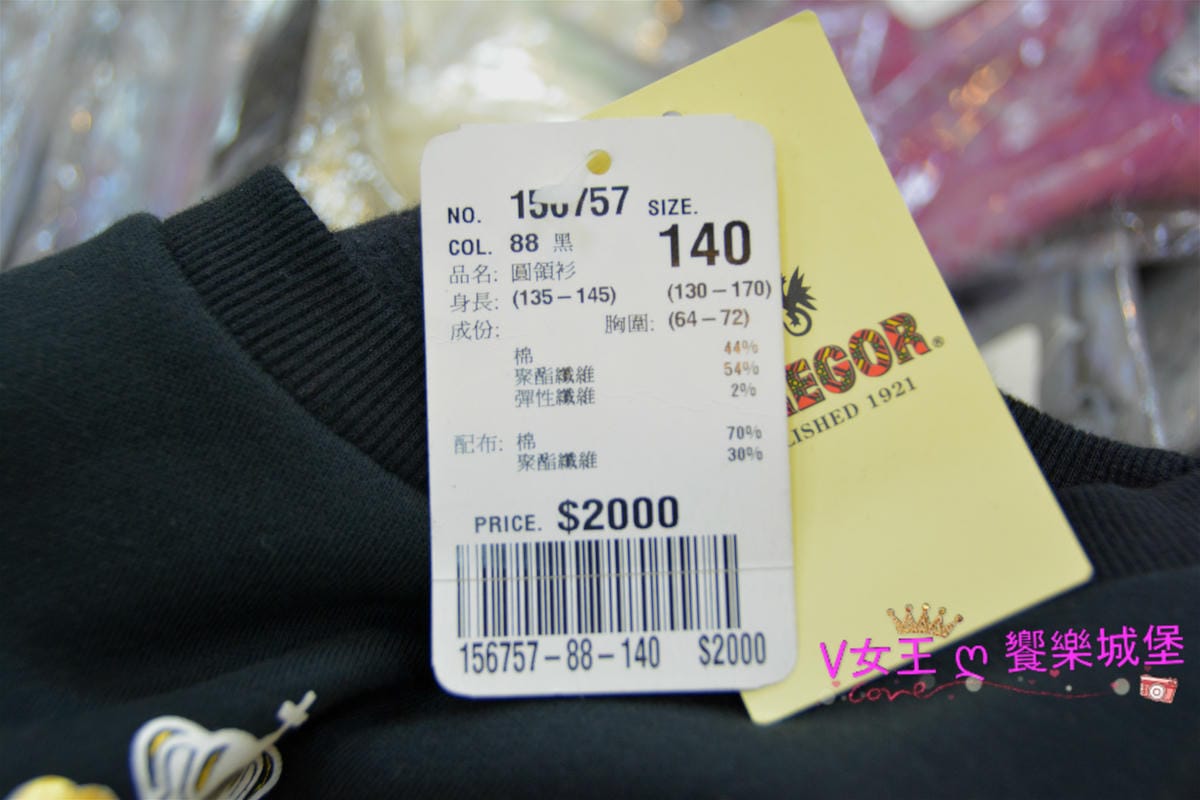 NO. 156757 SIZE.
COL. 88 黑 140
品名: 圓領衫
身長: (135－145) (130－170)
成份: 胸圍: (64－72)
棉 44%
聚酯纖維 54%
彈性纖維 2%
配布: 棉 70%
聚酯纖維 30%
PRICE. $2000
156757－88－140 $2000
EGOR®
LISHED 1921
V女王 ღ 饗樂城堡
Love